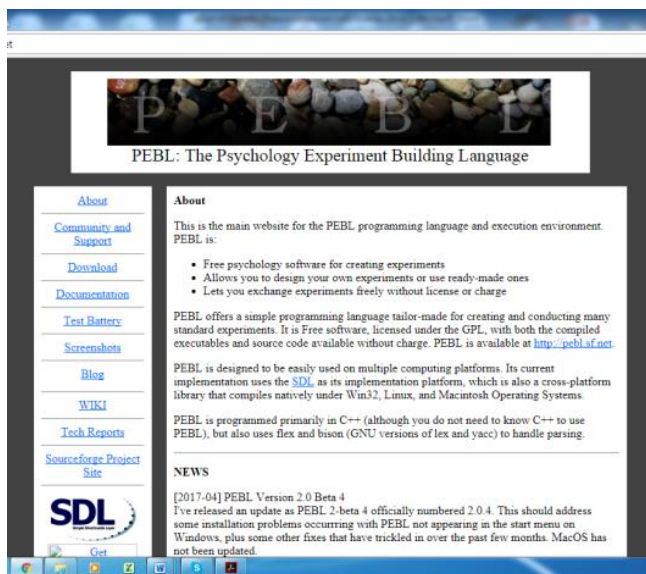 et
P E B L
PEBL: The Psychology Experiment Building Language
About
Community and
Support
Download
Documentation
Test Battery
Screenshots
Blog
WIKI
Tech Reports
Sourceforge Project
Site
SDL
Get
About
This is the main website for the PEBL programming language and execution environment.
PEBL is:
• Free psychology software for creating experiments
• Allows you to design your own experiments or use ready-made ones
• Lets you exchange experiments freely without license or charge
PEBL offers a simple programming language tailor-made for creating and conducting many
standard experiments. It is Free software, licensed under the GPL, with both the compiled
executables and source code available without charge. PEBL is available at http://pebl.sf.net.
PEBL is designed to be easily used on multiple computing platforms. Its current
implementation uses the SDL as its implementation platform, which is also a cross-platform
library that compiles natively under Win32, Linux, and Macintosh Operating Systems.
PEBL is programmed primarily in C++ (although you do not need to know C++ to use
PEBL), but also uses flex and bison (GNU versions of lex and yacc) to handle parsing.
NEWS
[2017-04] PEBL Version 2.0 Beta 4
I've released an update as PEBL 2-beta 4 officially numbered 2.0.4. This should address
some installation problems occurrring with PEBL not appearing in the start menu on
Windows, plus some other fixes that have trickled in over the past few months. MacOS has
not been updated.